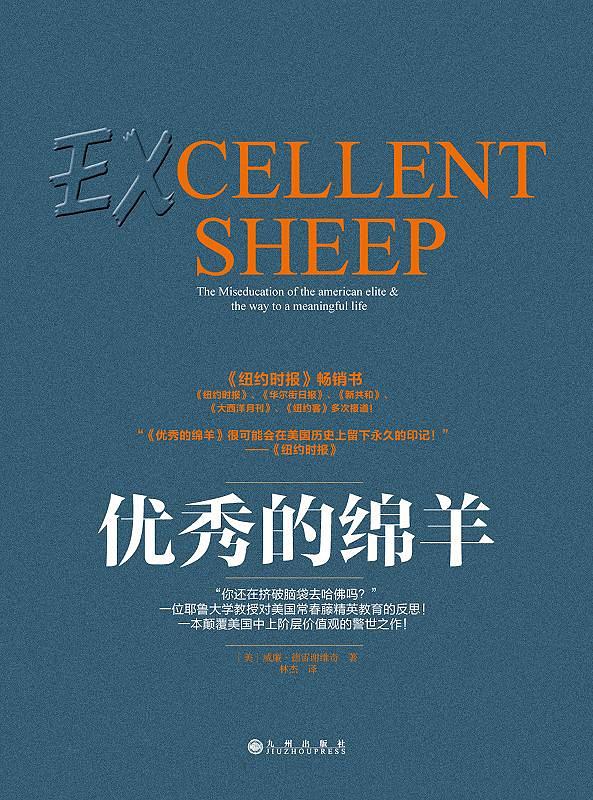 EXCELLENT
SHEEP
The Miseducation of the american elite &
the way to a meaningful life
《纽约时报》畅销书
《纽约时报》、《华尔街日报》、《新共和》、
《大西洋月刊》、《纽约客》多次报道！
“《优秀的绵羊》很可能会在美国历史上留下永久的印记！”
——《纽约时报》
优秀的绵羊
“你还在挤破脑袋去哈佛吗？”
一位耶鲁大学教授对美国常春藤精英教育的反思！
一本颠覆美国中上阶层价值观的警世之作！
［美］威廉·德雷谢维奇 著
林杰 译
九州出版社
JIUZHOUPRESS